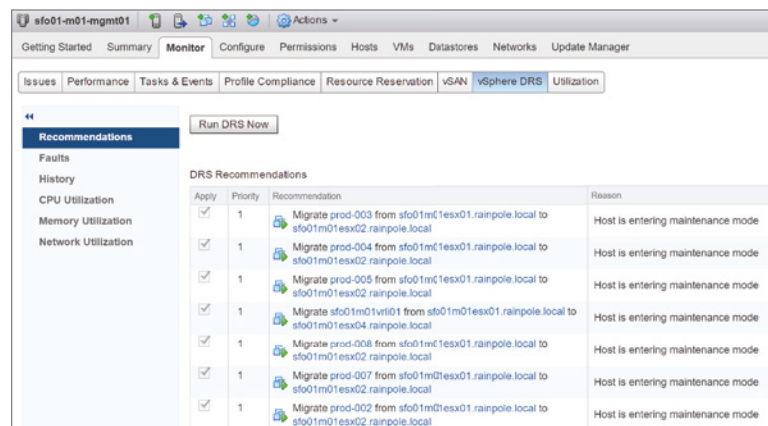 sfo01-m01-mgmt01 Actions
Getting Started Summary Monitor Configure Permissions Hosts VMs Datastores Networks Update Manager
Issues Performance Tasks & Events Profile Compliance Resource Reservation vSAN vSphere DRS Utilization
Recommendations
Faults
History
CPU Utilization
Memory Utilization
Network Utilization
Run DRS Now
DRS Recommendations
Apply Priority Recommendation Reason
1 Migrate prod-003 from sfo01m01esx01.rainpole.local to
sfo01m01esx02.rainpole.local
Host is entering maintenance mode
1 Migrate prod-004 from sfo01m01esx01.rainpole.local to
sfo01m01esx02.rainpole.local
Host is entering maintenance mode
1 Migrate prod-005 from sfo01m01esx01.rainpole.local to
sfo01m01esx02.rainpole.local
Host is entering maintenance mode
1 Migrate sfo01m01vrli01 from sfo01m01esx01.rainpole.local to
sfo01m01esx04.rainpole.local
Host is entering maintenance mode
1 Migrate prod-008 from sfo01m01esx01.rainpole.local to
sfo01m01esx02.rainpole.local
Host is entering maintenance mode
1 Migrate prod-007 from sfo01m01esx01.rainpole.local to
sfo01m01esx02.rainpole.local
Host is entering maintenance mode
1 Migrate prod-002 from sfo01m01esx01.rainpole.local to
sfo01m01esx02.rainpole.local
Host is entering maintenance mode